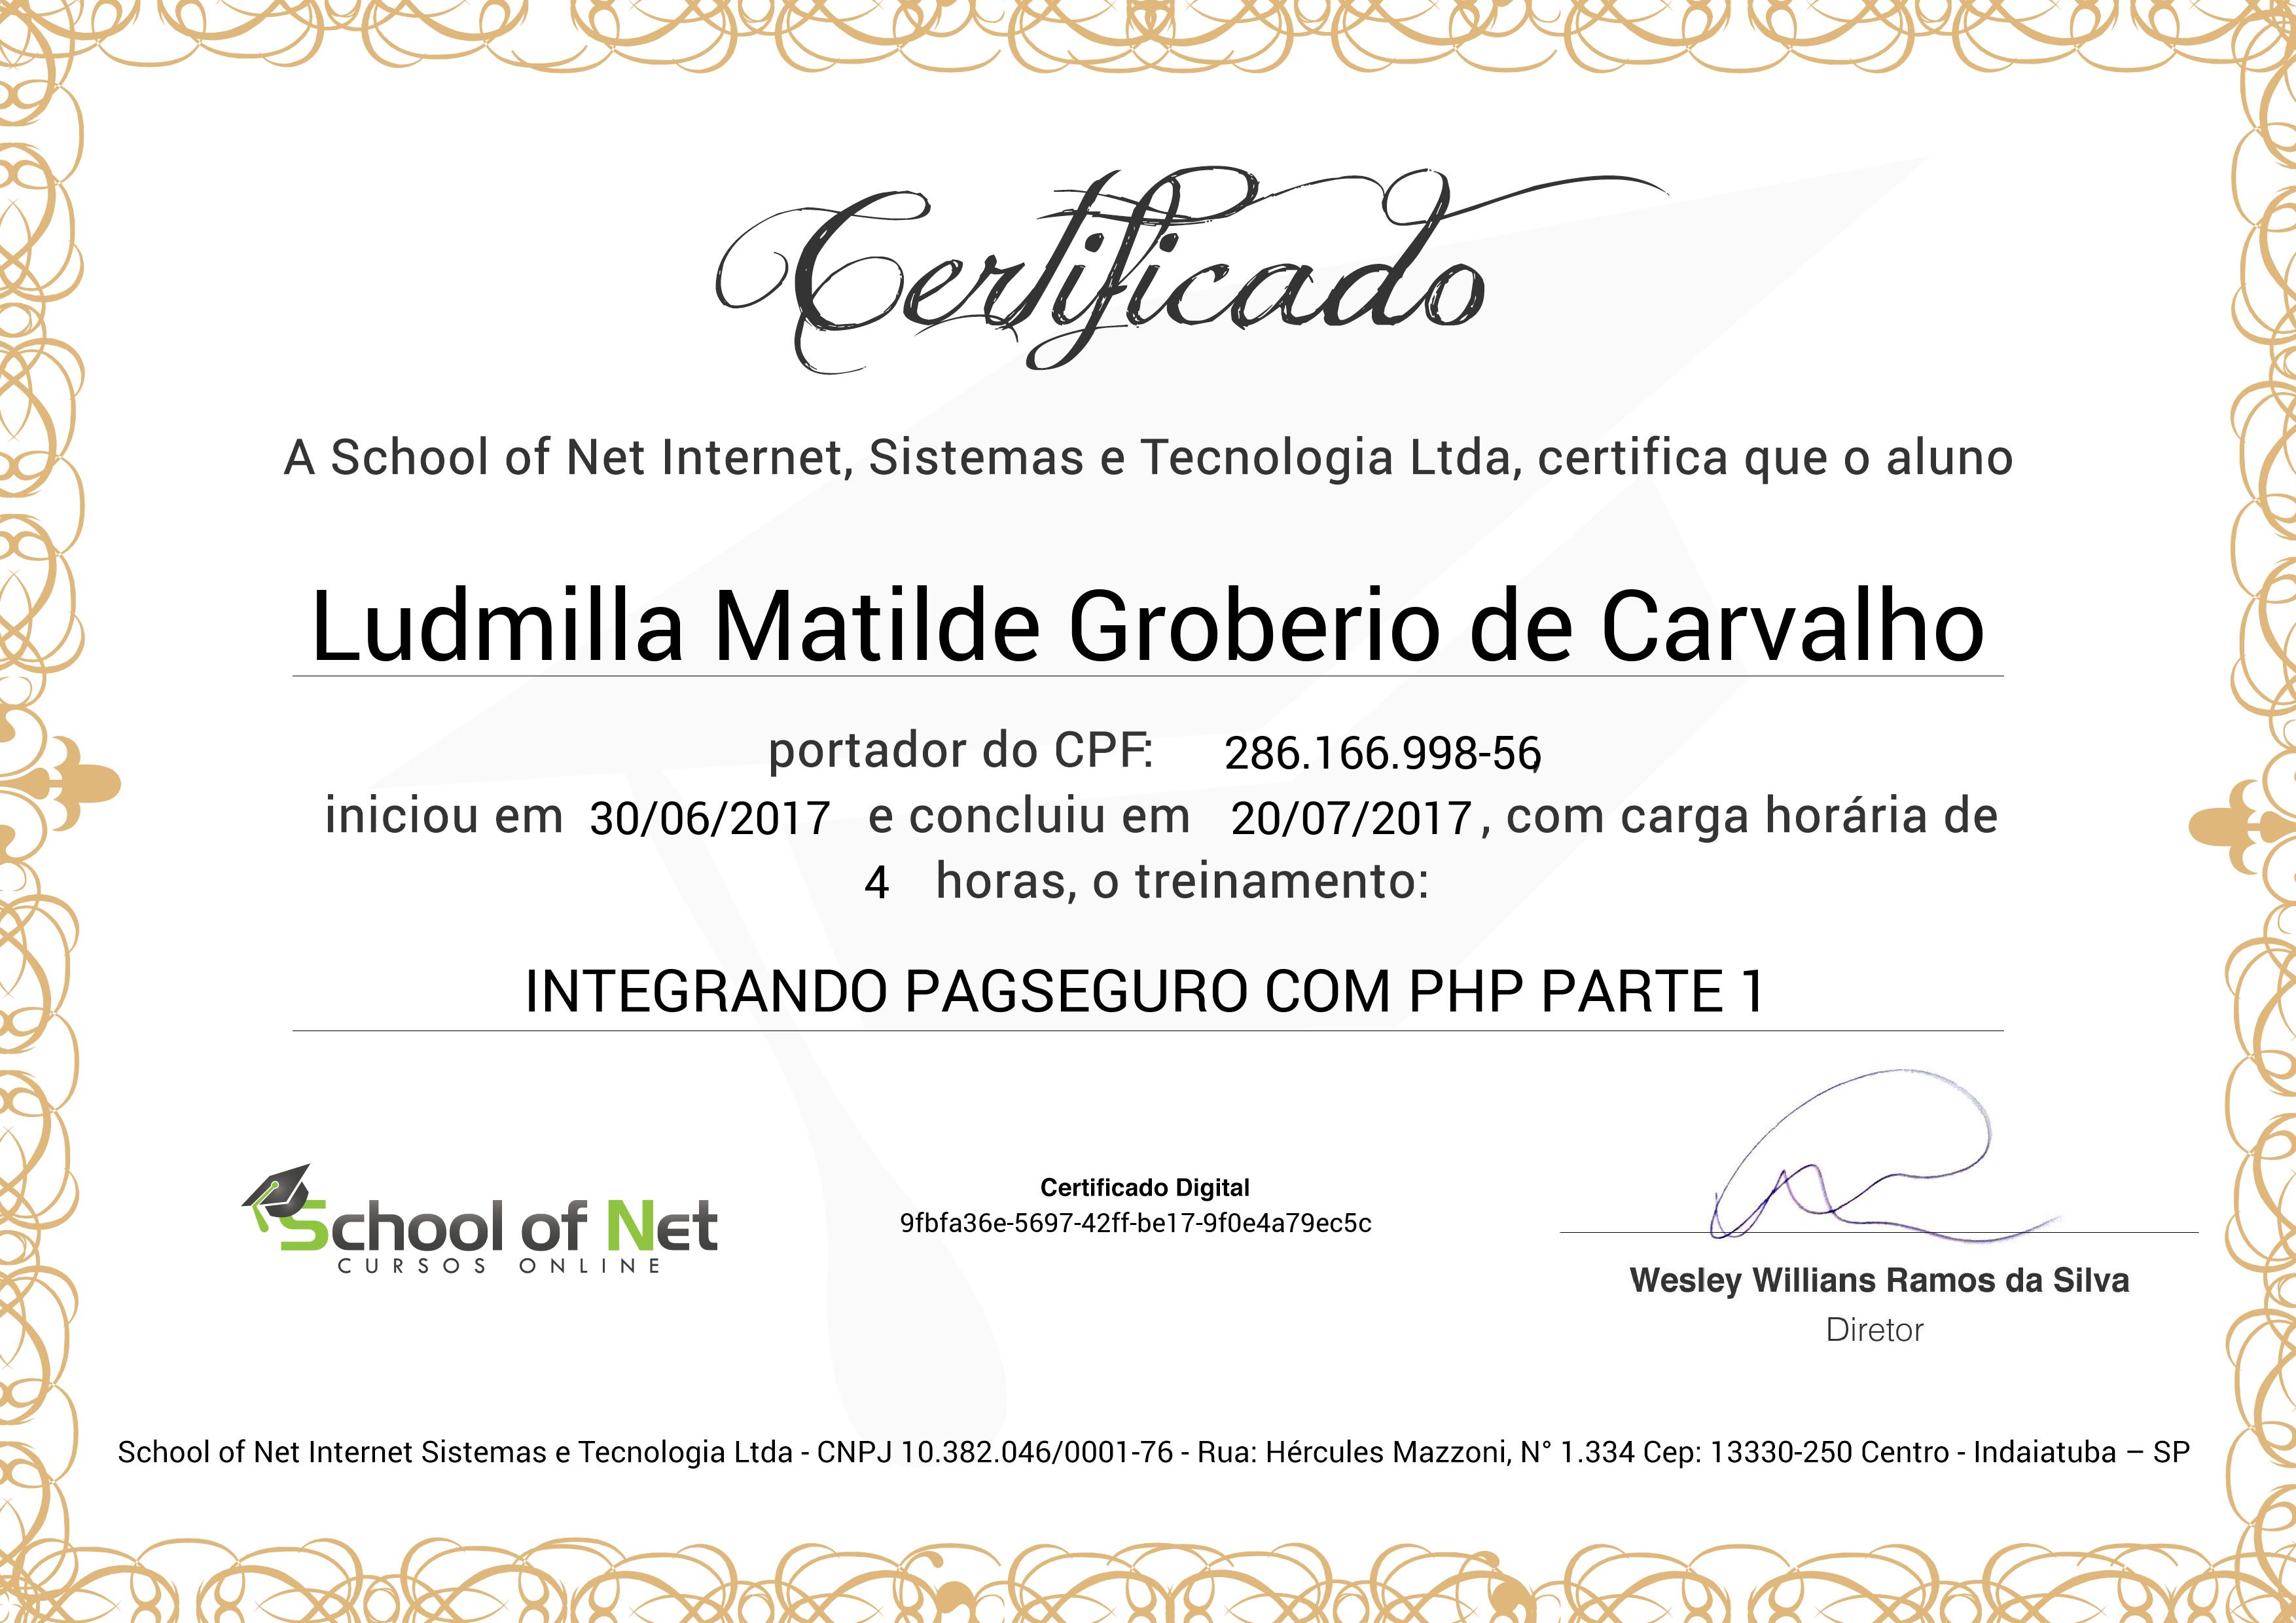 Certificado
A School of Net Internet, Sistemas e Tecnologia Ltda, certifica que o aluno
Ludmilla Matilde Groberio de Carvalho
portador do CPF: 286.166.998-56,
iniciou em 30/06/2017 e concluiu em 20/07/2017, com carga horária de
4 horas, o treinamento:
INTEGRANDO PAGSEGURO COM PHP PARTE 1
School of Net
CURSOS ONLINE
Certificado Digital
9fbfa36e-5697-42ff-be17-9f0e4a79ec5c
Wesley Willians Ramos da Silva
Diretor
School of Net Internet Sistemas e Tecnologia Ltda - CNPJ 10.382.046/0001-76 - Rua: Hércules Mazzoni, N° 1.334 Cep: 13330-250 Centro - Indaiatuba – SP